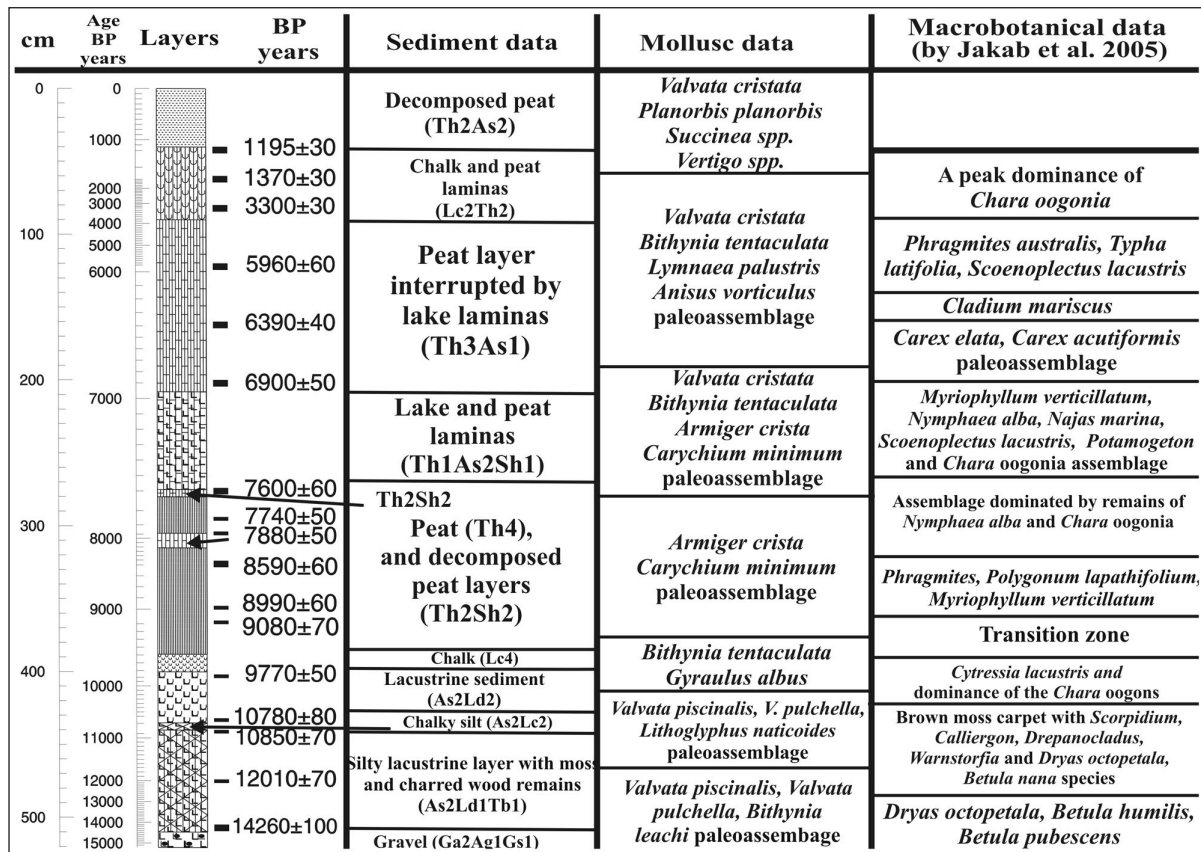 cm
Age
BP
years
Layers
BP
years
Sediment data
Mollusc data
Macrobotanical data
(by Jakab et al. 2005)
0
100
200
300
400
500
0
1000
2000
3000
4000
5000
6000
7000
8000
9000
10000
11000
12000
13000
14000
15000
1195±30
1370±30
3300±30
5960±60
6390±40
6900±50
7600±60
7740±50
7880±50
8590±60
8990±60
9080±70
9770±50
10780±80
10850±70
12010±70
14260±100
Decomposed peat
(Th2As2)
Chalk and peat
laminas
(Lc2Th2)
Peat layer
interrupted by
lake laminas
(Th3As1)
Lake and peat
laminas
(Th1As2Sh1)
Th2Sh2
Peat (Th4),
and decomposed
peat layers
(Th2Sh2)
Chalk (Lc4)
Lacustrine sediment
(As2Ld2)
Chalky silt (As2Lc2)
Silty lacustrine layer with moss
and charred wood remains
(As2Ld1Tb1)
Gravel (Ga2Ag1Gs1)
Valvata cristata
Planorbis planorbis
Succinea spp.
Vertigo spp.
Valvata cristata
Bithynia tentaculata
Lymnaea palustris
Anisus vorticulus
paleoassemblage
Valvata cristata
Bithynia tentaculata
Armiger crista
Carychium minimum
paleoassemblage
Armiger crista
Carychium minimum
paleoassemblage
Bithynia tentaculata
Gyraulus albus
Valvata piscinalis, V. pulchella,
Lithoglyphus naticoides
paleoassemblage
Valvata piscinalis, Valvata
pulchella, Bithynia
leachi paleoassembage
A peak dominance of
Chara oogonia
Phragmites australis, Typha
latifolia, Scoenoplectus lacustris
Cladium mariscus
Carex elata, Carex acutiformis
paleoassemblage
Myriophyllum verticillatum,
Nymphaea alba, Najas marina,
Scoenoplectus lacustris, Potamogeton
and Chara oogonia assemblage
Assemblage dominated by remains of
Nymphaea alba and Chara oogonia
Phragmites, Polygonum lapathifolium,
Myriophyllum verticillatum
Transition zone
Cytressia lacustris and
dominance of the Chara oogons
Brown moss carpet with Scorpidium,
Calliergon, Drepanocladus,
Warnstorfia and Dryas octopetta,
Betula nana species
Dryas octopetuta, Betula humilis,
Betula pubescens